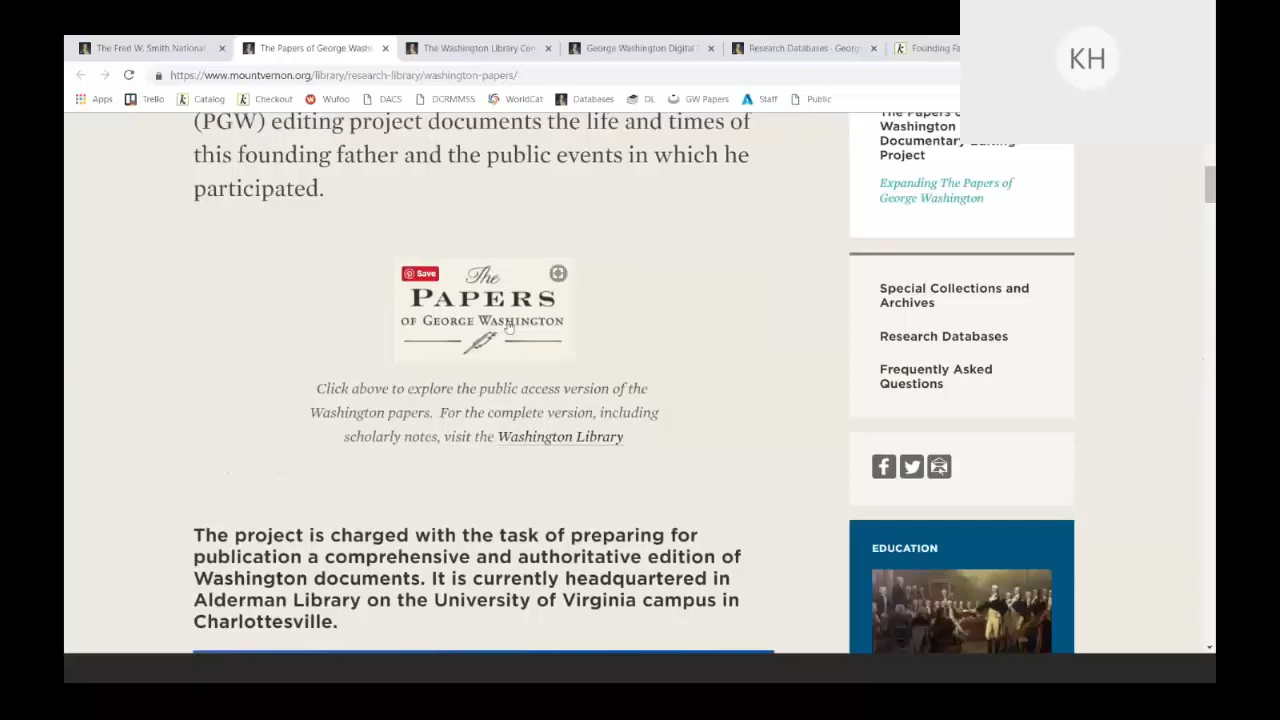 The Fred W. Smith National
The Papers of George Washi
The Washington Library Cen
George Washington Digital
Research Databases · Georg
Founding Fa
KH
https://www.mountvernon.org/library/research-library/washington-papers/
Apps
Trello
Catalog
Checkout
Wufoo
DACS
DCRMMSS
WorldCat
Databases
DL
GW Papers
Staff
Public
(PGW) editing project documents the life and times of
this founding father and the public events in which he
participated.
Save
The
PAPERS
OF GEORGE WASHINGTON
Click above to explore the public access version of the
Washington papers. For the complete version, including
scholarly notes, visit the Washington Library
The project is charged with the task of preparing for
publication a comprehensive and authoritative edition of
Washington documents. It is currently headquartered in
Alderman Library on the University of Virginia campus in
Charlottesville.
The Papers
Washington
Documentary Editing
Project
Expanding The Papers of
George Washington
Special Collections and
Archives
Research Databases
Frequently Asked
Questions
EDUCATION